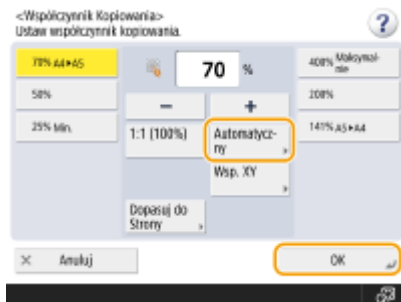 <Współczynnik Kopiowania>
Ustaw współczynnik kopiowania.
?
70% A4▸A5
70 %
400% Maksymal-
nie
50%
−
+
200%
25% Min.
1:1 (100%)
Automatycz-
ny
141% A5▸A4
Wsp. XY
Dopasuj do
Strony
× Anuluj
OK